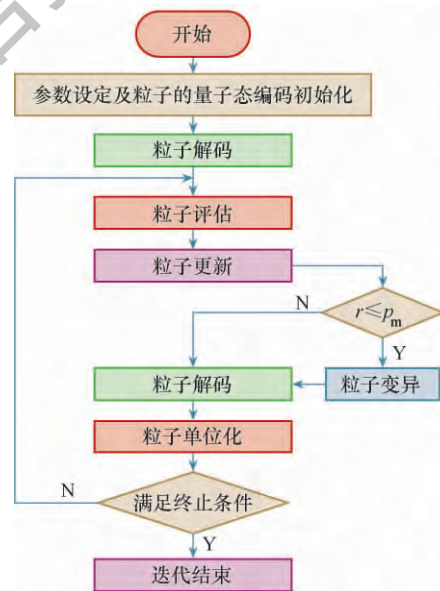 开始
参数设定及粒子的量子态编码初始化
粒子解码
粒子评估
粒子更新
N
r≤pm
Y
粒子解码
粒子变异
粒子单位化
N
满足终止条件
Y
迭代结束